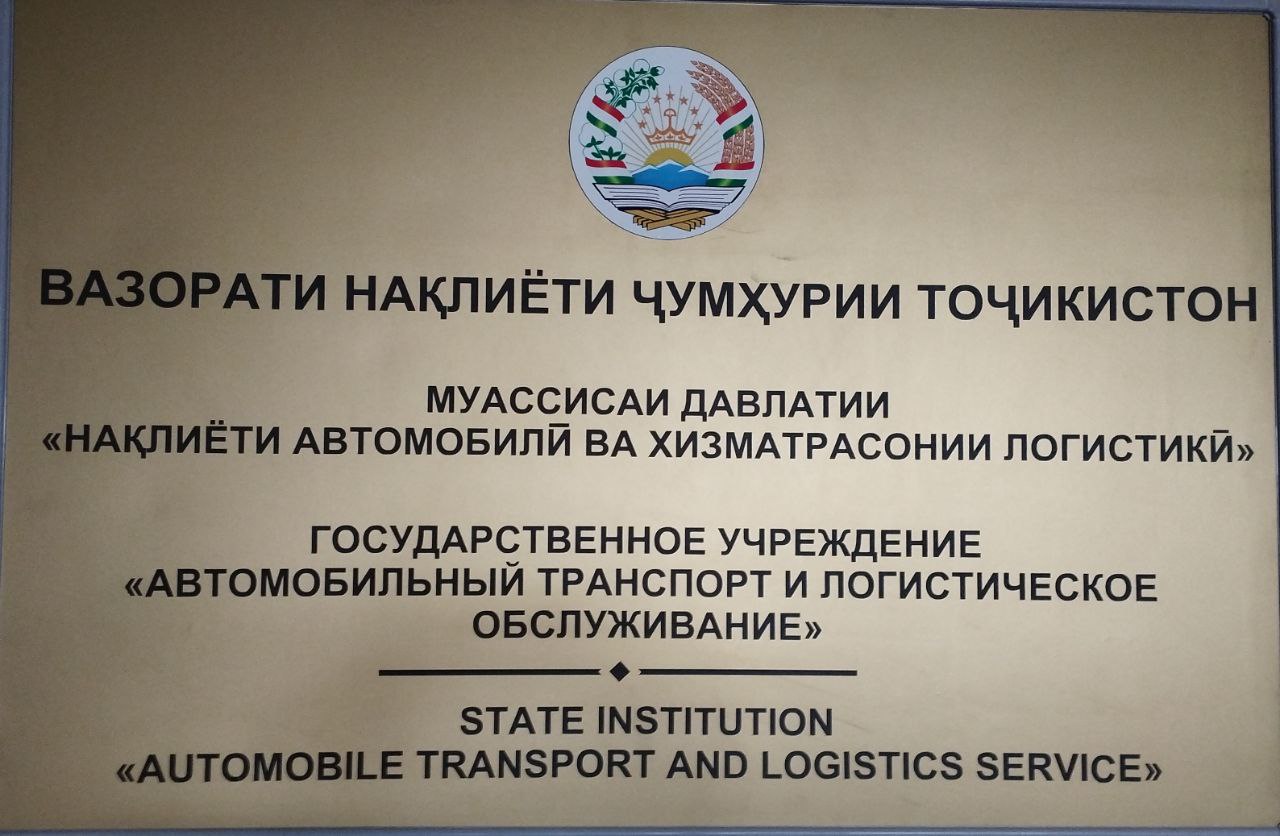 ВАЗОРАТИ НАҚЛИЁТИ ҶУМҲУРИИ ТОҶИКИСТОН
МУАССИСАИ ДАВЛАТИИ
«НАҚЛИЁТИ АВТОМОБИЛӢ ВА ХИЗМАТРАСОНИИ ЛОГИСТИКӢ»
ГОСУДАРСТВЕННОЕ УЧРЕЖДЕНИЕ
«АВТОМОБИЛЬНЫЙ ТРАНСПОРТ И ЛОГИСТИЧЕСКОЕ
ОБСЛУЖИВАНИЕ»
STATE INSTITUTION
«AUTOMOBILE TRANSPORT AND LOGISTICS SERVICE»